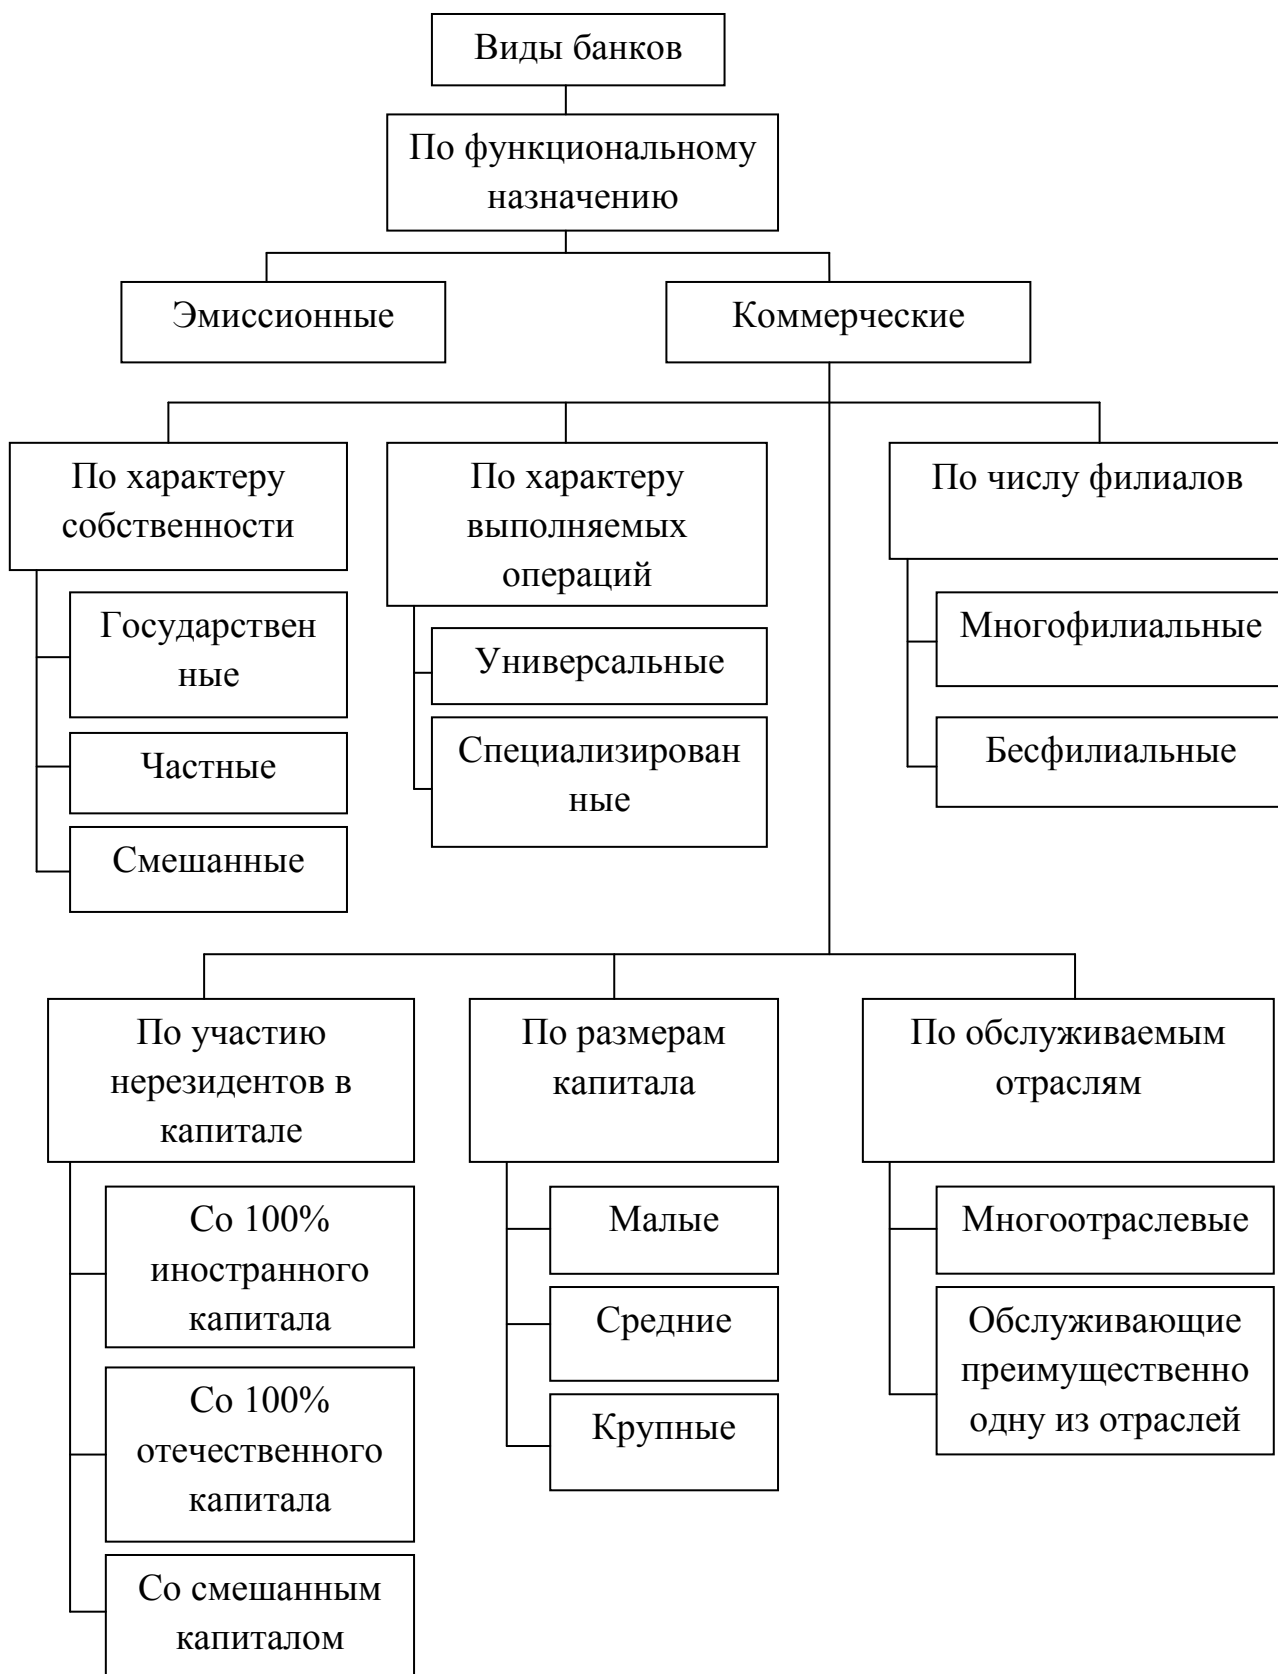 Виды банков
По функциональному
назначению
Эмиссионные
Коммерческие
По характеру
собственности
Государствен
ные
Частные
Смешанные
По характеру
выполняемых
операций
Универсальные
Специализирован
ные
По числу филиалов
Многофилиальные
Бесфилиальные
По участию
нерезидентов в
капитале
Со 100%
иностранного
капитала
Со 100%
отечественного
капитала
Со смешанным
капиталом
По размерам
капитала
Малые
Средние
Крупные
По обслуживаемым
отраслям
Многоотраслевые
Обслуживающие
преимущественно
одну из отраслей